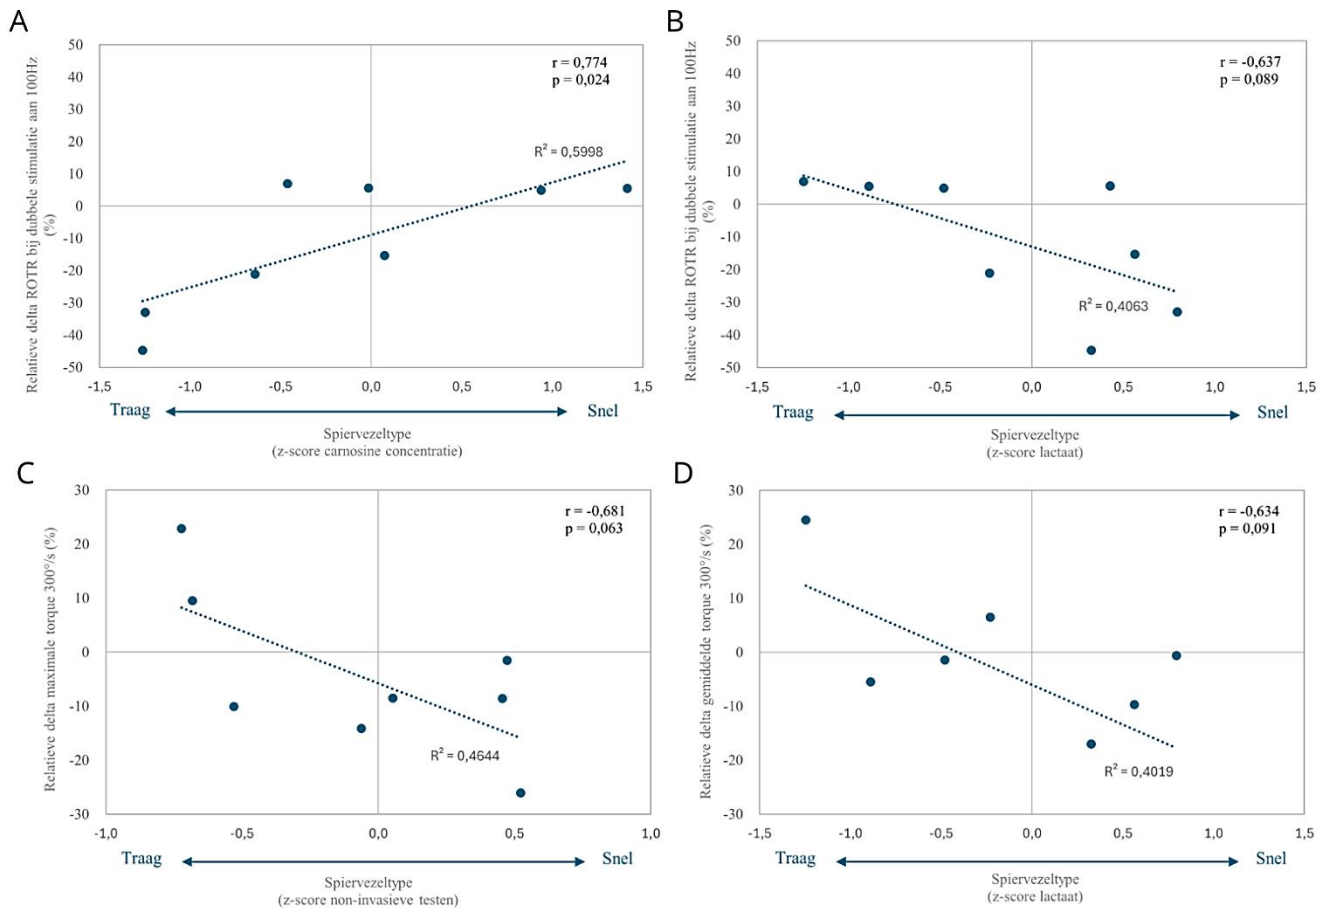 A
Relatieve delta ROTR bij dubbele stimulatie aan 100Hz
(%)
50
40
30
20
10
0
-10
-20
-30
-40
-50
r = 0,774
p = 0,024
R² = 0,5998
-1,5 -1,0 -0,5 0,0 0,5 1,0 1,5
Traag Snel
Spiervezeltype
(z-score carnosine concentratie)
B
Relatieve delta ROTR bij dubbele stimulatie aan 100Hz
(%)
50
40
30
20
10
0
-10
-20
-30
-40
-50
r = -0,637
p = 0,089
R² = 0,4063
-1,5 -1,0 -0,5 0,0 0,5 1,0 1,5
Traag Snel
Spiervezeltype
(z-score lactaat)
C
Relatieve delta maximale torque 300°/s (%)
30
20
10
0
-10
-20
-30
r = -0,681
p = 0,063
R² = 0,4644
-1,0 -0,5 0,0 0,5 1,0
Traag Snel
Spiervezeltype
(z-score non-invasieve testen)
D
Relatieve delta gemiddelde torque 300°/s (%)
30
20
10
0
-10
-20
-30
r = -0,634
p = 0,091
R² = 0,4019
-1,5 -1,0 -0,5 0,0 0,5 1,0 1,5
Traag Snel
Spiervezeltype
(z-score lactaat)